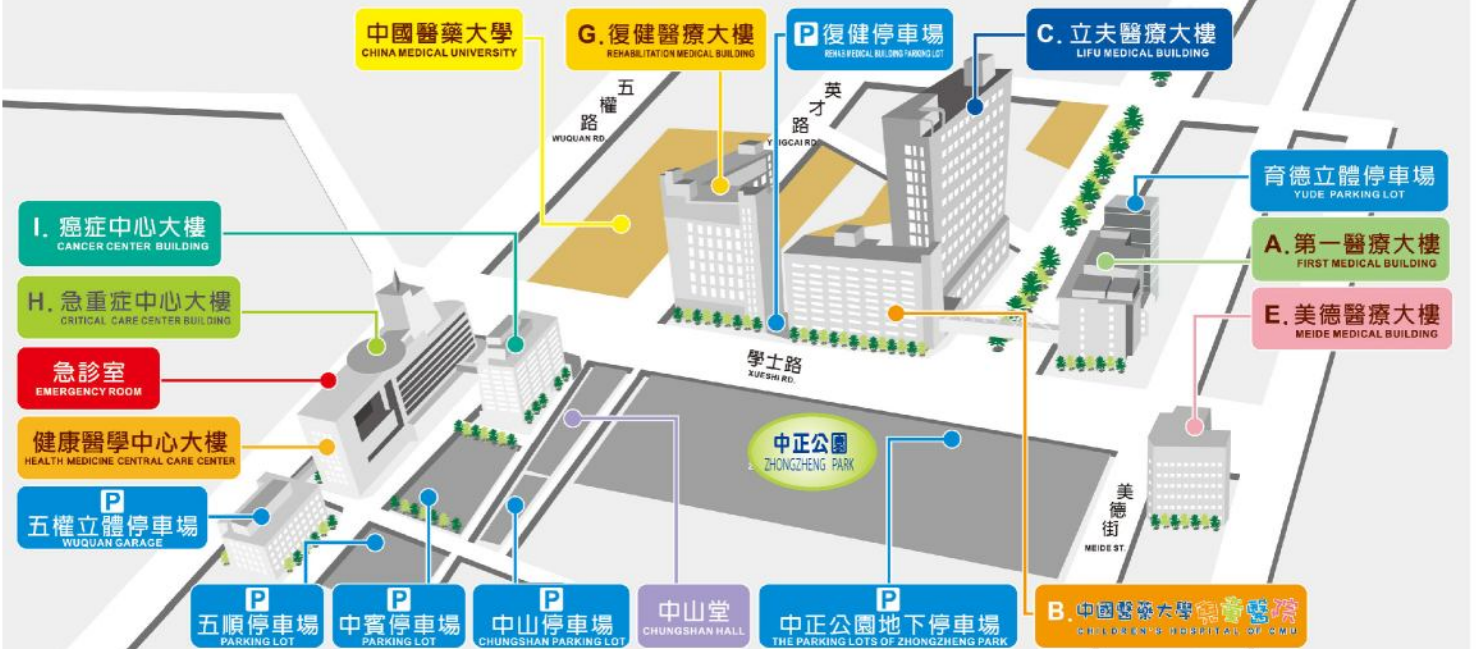 中國醫藥大學
CHINA MEDICAL UNIVERSITY
G.復健醫療大樓
REHABILITATION MEDICAL BUILDING
P 復健停車場
REHAB MEDICAL BUILDING PARKING LOT
C. 立夫醫療大樓
LIFU MEDICAL BUILDING
五權路
WUQUAN RD.
英才路
YINGCAI RD.
育德立體停車場
YUDE PARKING LOT
I. 癌症中心大樓
CANCER CENTER BUILDING
A.第一醫療大樓
FIRST MEDICAL BUILDING
H.急重症中心大樓
CRITICAL CARE CENTER BUILDING
E.美德醫療大樓
MEIDE MEDICAL BUILDING
急診室
EMERGENCY ROOM
學士路
XUESHI RD.
健康醫學中心大樓
HEALTH MEDICINE CENTRAL CARE CENTER
中正公園
ZHONGZHENG PARK
P
五權立體停車場
WUQUAN GARAGE
美德街
MEIDE ST.
P
五順停車場
PARKING LOT
P
中賓停車場
PARKING LOT
P
中山停車場
CHUNGSHAN PARKING LOT
中山堂
CHUNGSHAN HALL
P
中正公園地下停車場
THE PARKING LOTS OF ZHONGZHENG PARK
B.中國醫藥大學兒童醫院
CHILDREN'S HOSPITAL OF CMU